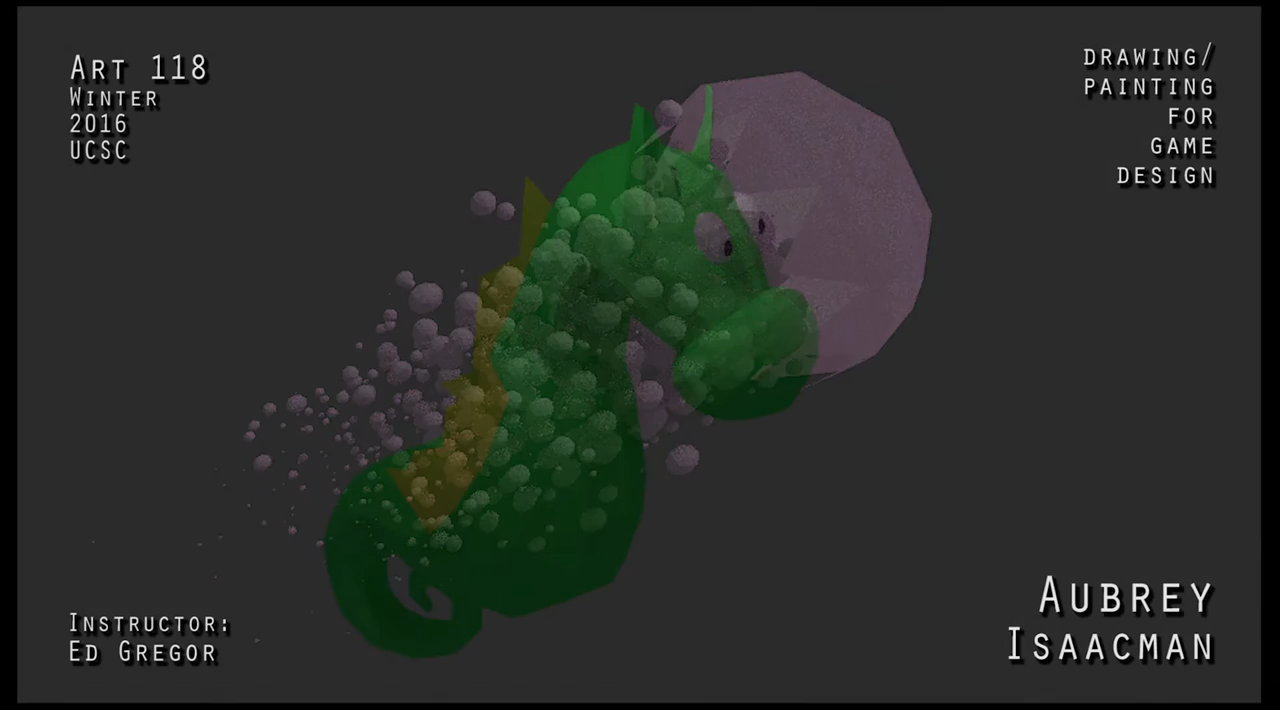 Art 118
Winter
2016
UCSC
DRAWING/
PAINTING
FOR
GAME
DESIGN
Instructor:
Ed Gregor
Aubrey
Isaacman